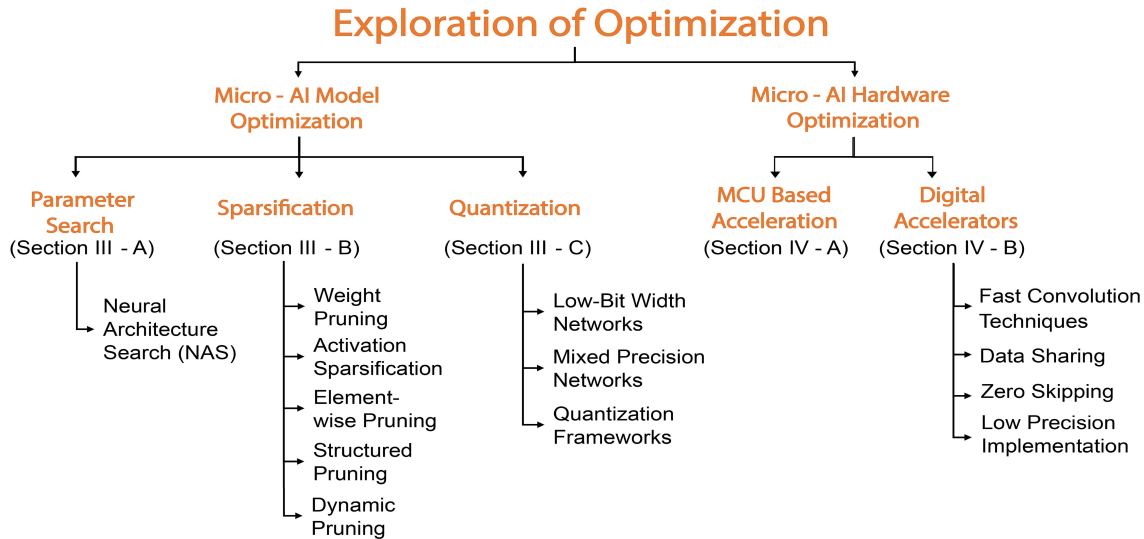 Exploration of Optimization
Micro - AI Model
Optimization
Micro - AI Hardware
Optimization
Parameter
Search
(Section III - A)
Neural
Architecture
Search (NAS)
Sparsification
(Section III - B)
Weight
Pruning
Activation
Sparsification
Element-
wise Pruning
Structured
Pruning
Dynamic
Pruning
Quantization
(Section III - C)
Low-Bit Width
Networks
Mixed Precision
Networks
Quantization
Frameworks
MCU Based
Acceleration
(Section IV - A)
Digital
Accelerators
(Section IV - B)
Fast Convolution
Techniques
Data Sharing
Zero Skipping
Low Precision
Implementation